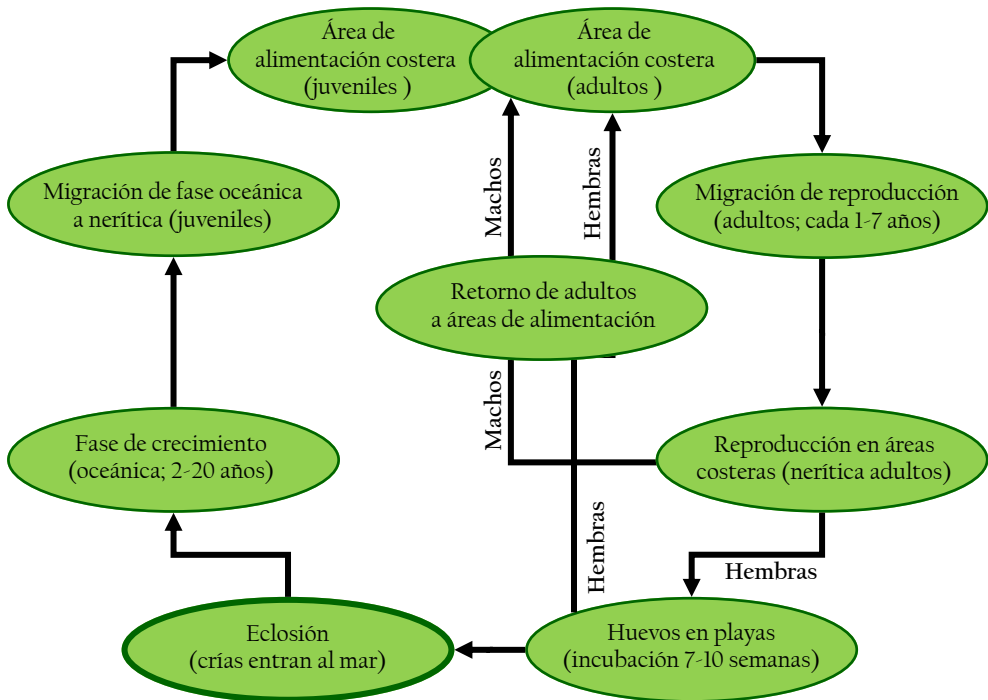 Área de
alimentación costera
(juveniles )
Área de
alimentación costera
(adultos )
Migración de fase oceánica
a nerítica (juveniles)
Machos
Hembras
Migración de reproducción
(adultos; cada 1-7 años)
Retorno de adultos
a áreas de alimentación
Machos
Fase de crecimiento
(oceánica; 2-20 años)
Reproducción en áreas
costeras (nerítica adultos)
Hembras
Hembras
Eclosión
(crías entran al mar)
Huevos en playas
(incubación 7-10 semanas)